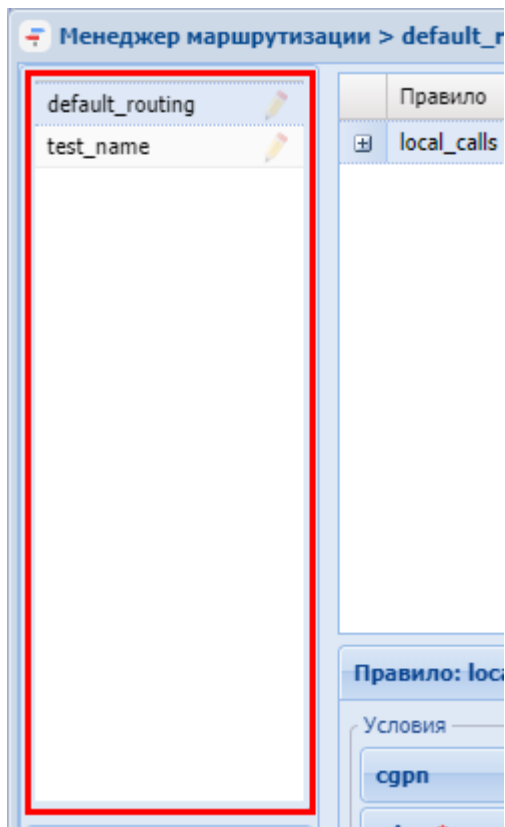 Менеджер маршрутизации > default_r
default_routing
test_name
Правило
local_calls
Правило: loca
Условия
cgpn